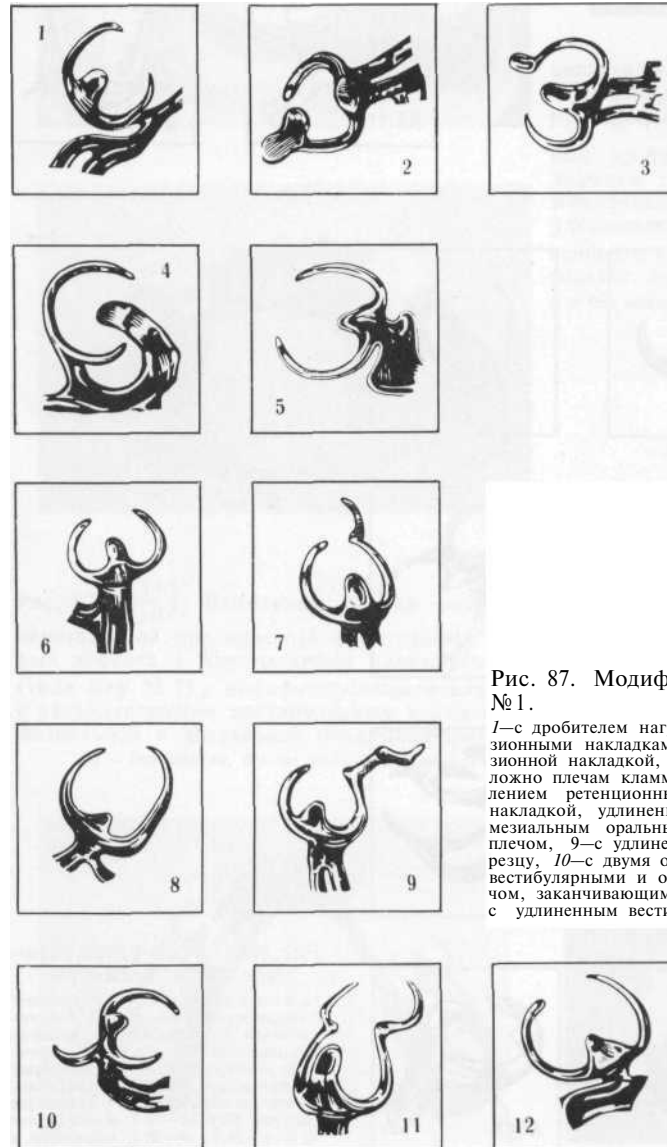 1
2
3
4
5
6
7
Рис. 87. Модиф
№1.
1—с дробителем наг
зионными накладкам
зионной накладкой,
ложно плечам кламм
лением ретенционны
накладкой, удлинен
мезиальным оральны
плечом, 9—с удлине
резцу, 10—с двумя о
вестибулярными и о
чом, заканчивающим
с удлиненным вести
8
9
10
11
12